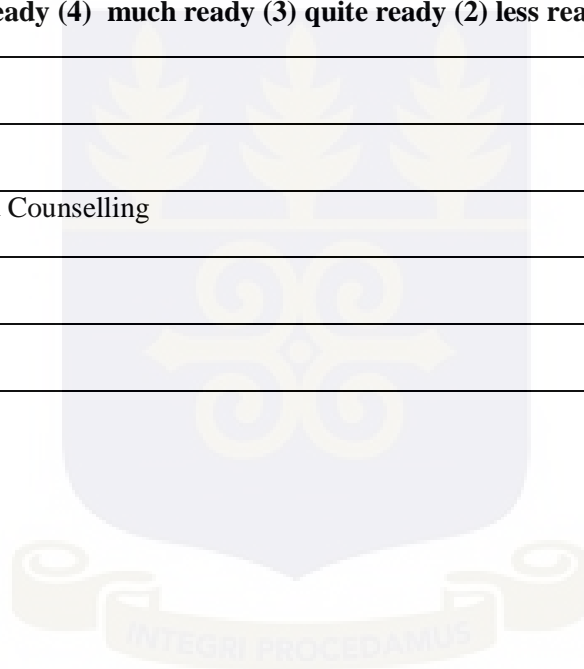 eady (4) much ready (3) quite ready (2) less rea
Counselling
INTEGRI PROCEDAMUS